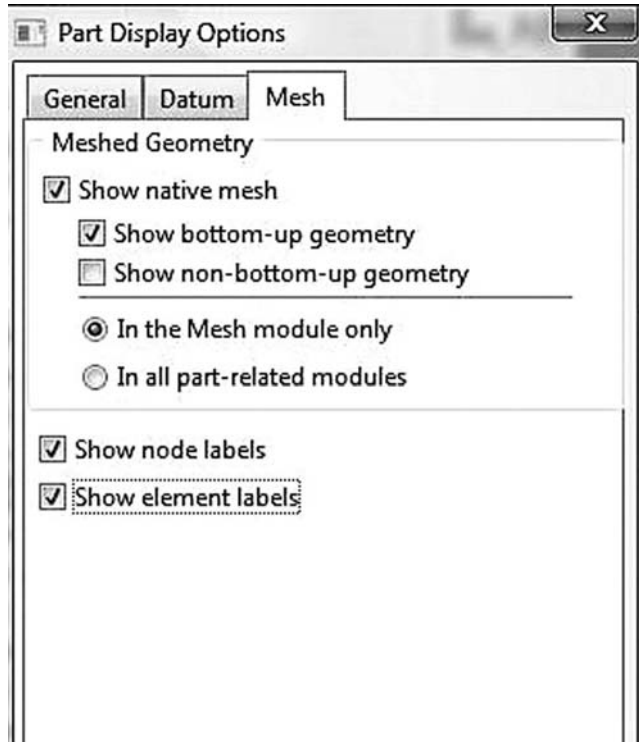 Part Display Options
General Datum Mesh
Meshed Geometry
Show native mesh
Show bottom-up geometry
Show non-bottom-up geometry
In the Mesh module only
In all part-related modules
Show node labels
Show element labels